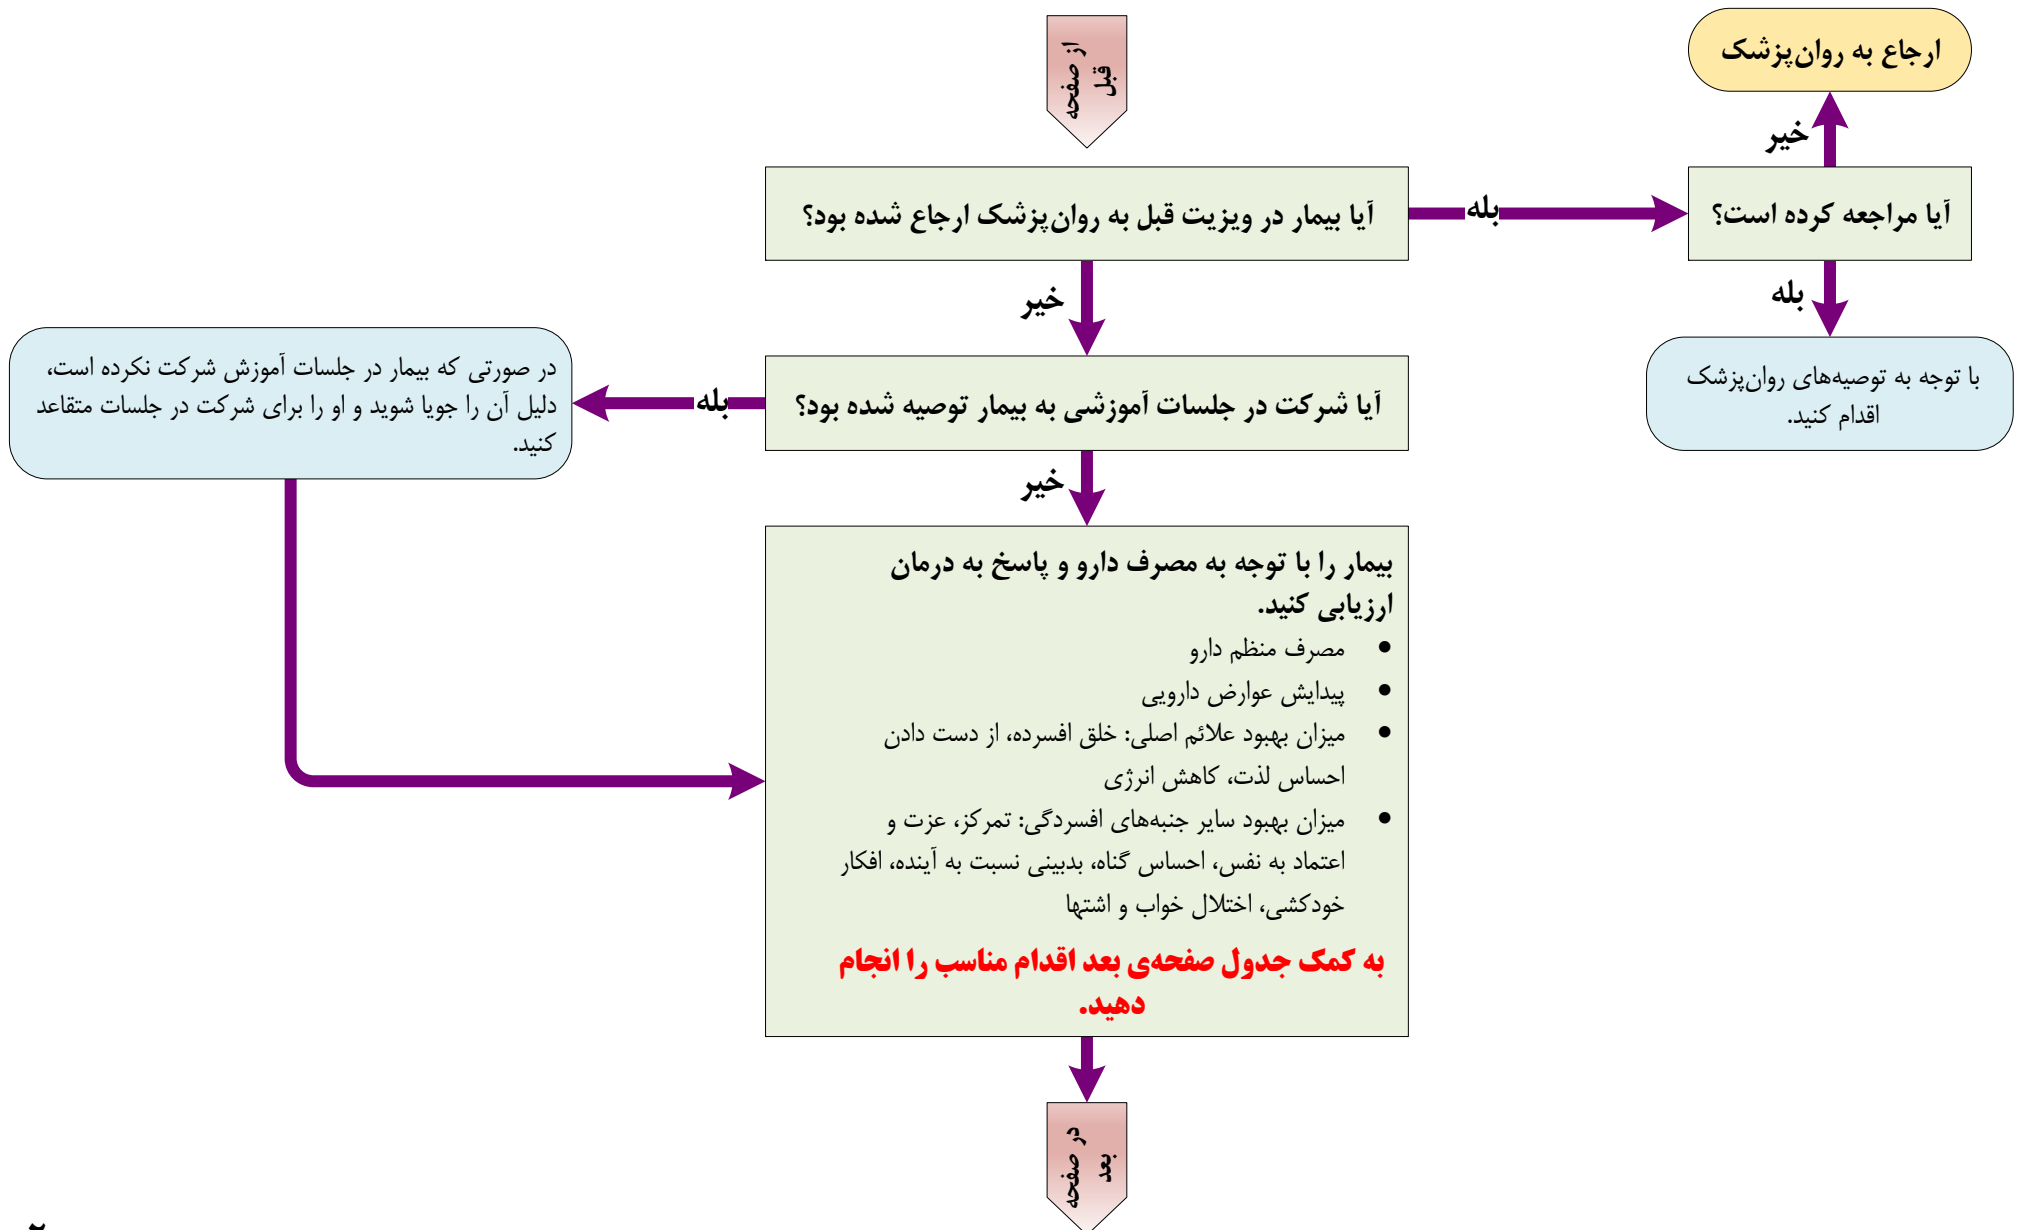 از صفحه
قبل
ارجاع به روان‌پزشک
خیر
آیا بیمار در ویزیت قبل به روان‌پزشک ارجاع شده بود؟
بله
آیا مراجعه کرده است؟
بله
با توجه به توصیه‌های روان‌پزشک
اقدام کنید.
خیر
آیا شرکت در جلسات آموزشی به بیمار توصیه شده بود؟
بله
در صورتی که بیمار در جلسات آموزش شرکت نکرده است،
دلیل آن را جویا شوید و او را برای شرکت در جلسات متقاعد
کنید.
خیر
بیمار را با توجه به مصرف دارو و پاسخ به درمان
ارزیابی کنید.
• مصرف منظم دارو
• پیدایش عوارض دارویی
• میزان بهبود علائم اصلی: خلق افسرده، از دست دادن
احساس لذت، کاهش انرژی
• میزان بهبود سایر جنبه‌های افسردگی: تمرکز، عزت و
اعتماد به نفس، احساس گناه، بدبینی نسبت به آینده، افکار
خودکشی، اختلال خواب و اشتها
به کمک جدول صفحه‌ی بعد اقدام مناسب را انجام
دهید.
در صفحه
بعد